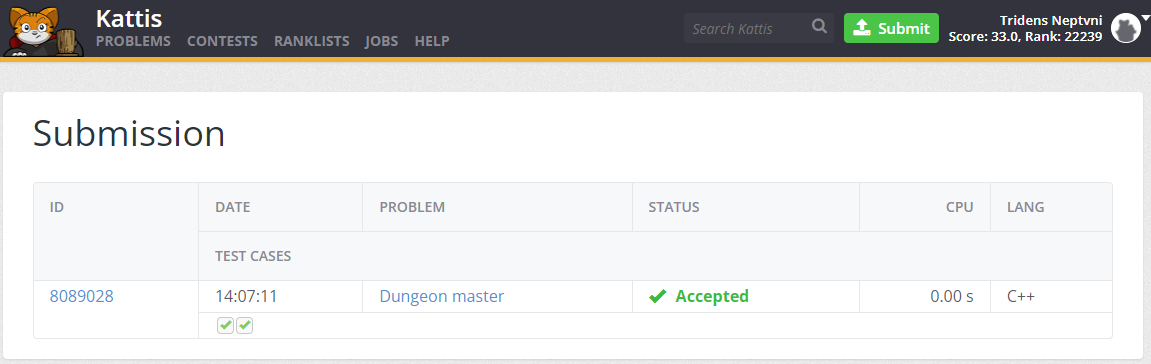 Kattis
PROBLEMS CONTESTS RANKLISTS JOBS HELP
Search Kattis
Submit
Tridens Neptvni
Score: 33.0, Rank: 22239
Submission
ID DATE PROBLEM STATUS CPU LANG
TEST CASES
8089028 14:07:11 Dungeon master Accepted 0.00 s C++